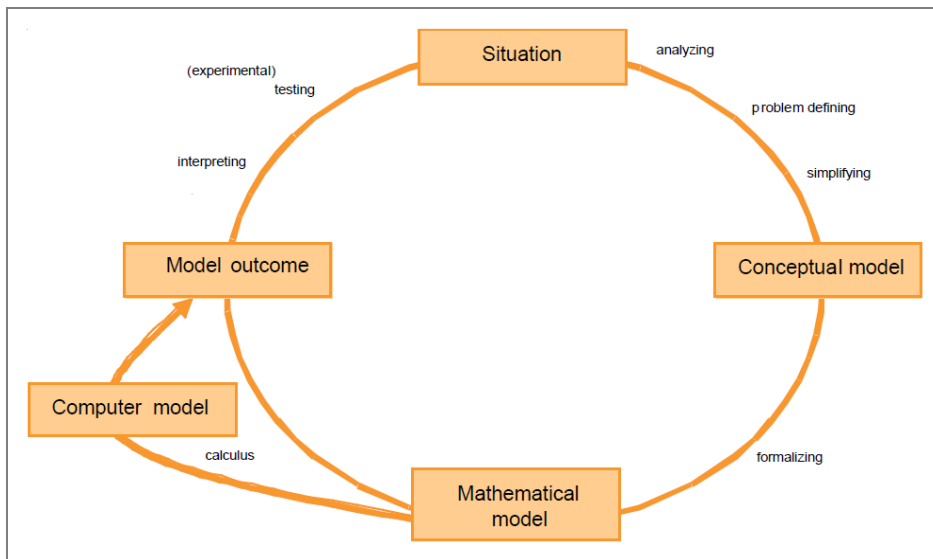 Situation
analyzing
(experimental)
testing
problem defining
interpreting
simplifying
Model outcome
Conceptual model
Computer model
calculus
formalizing
Mathematical
model